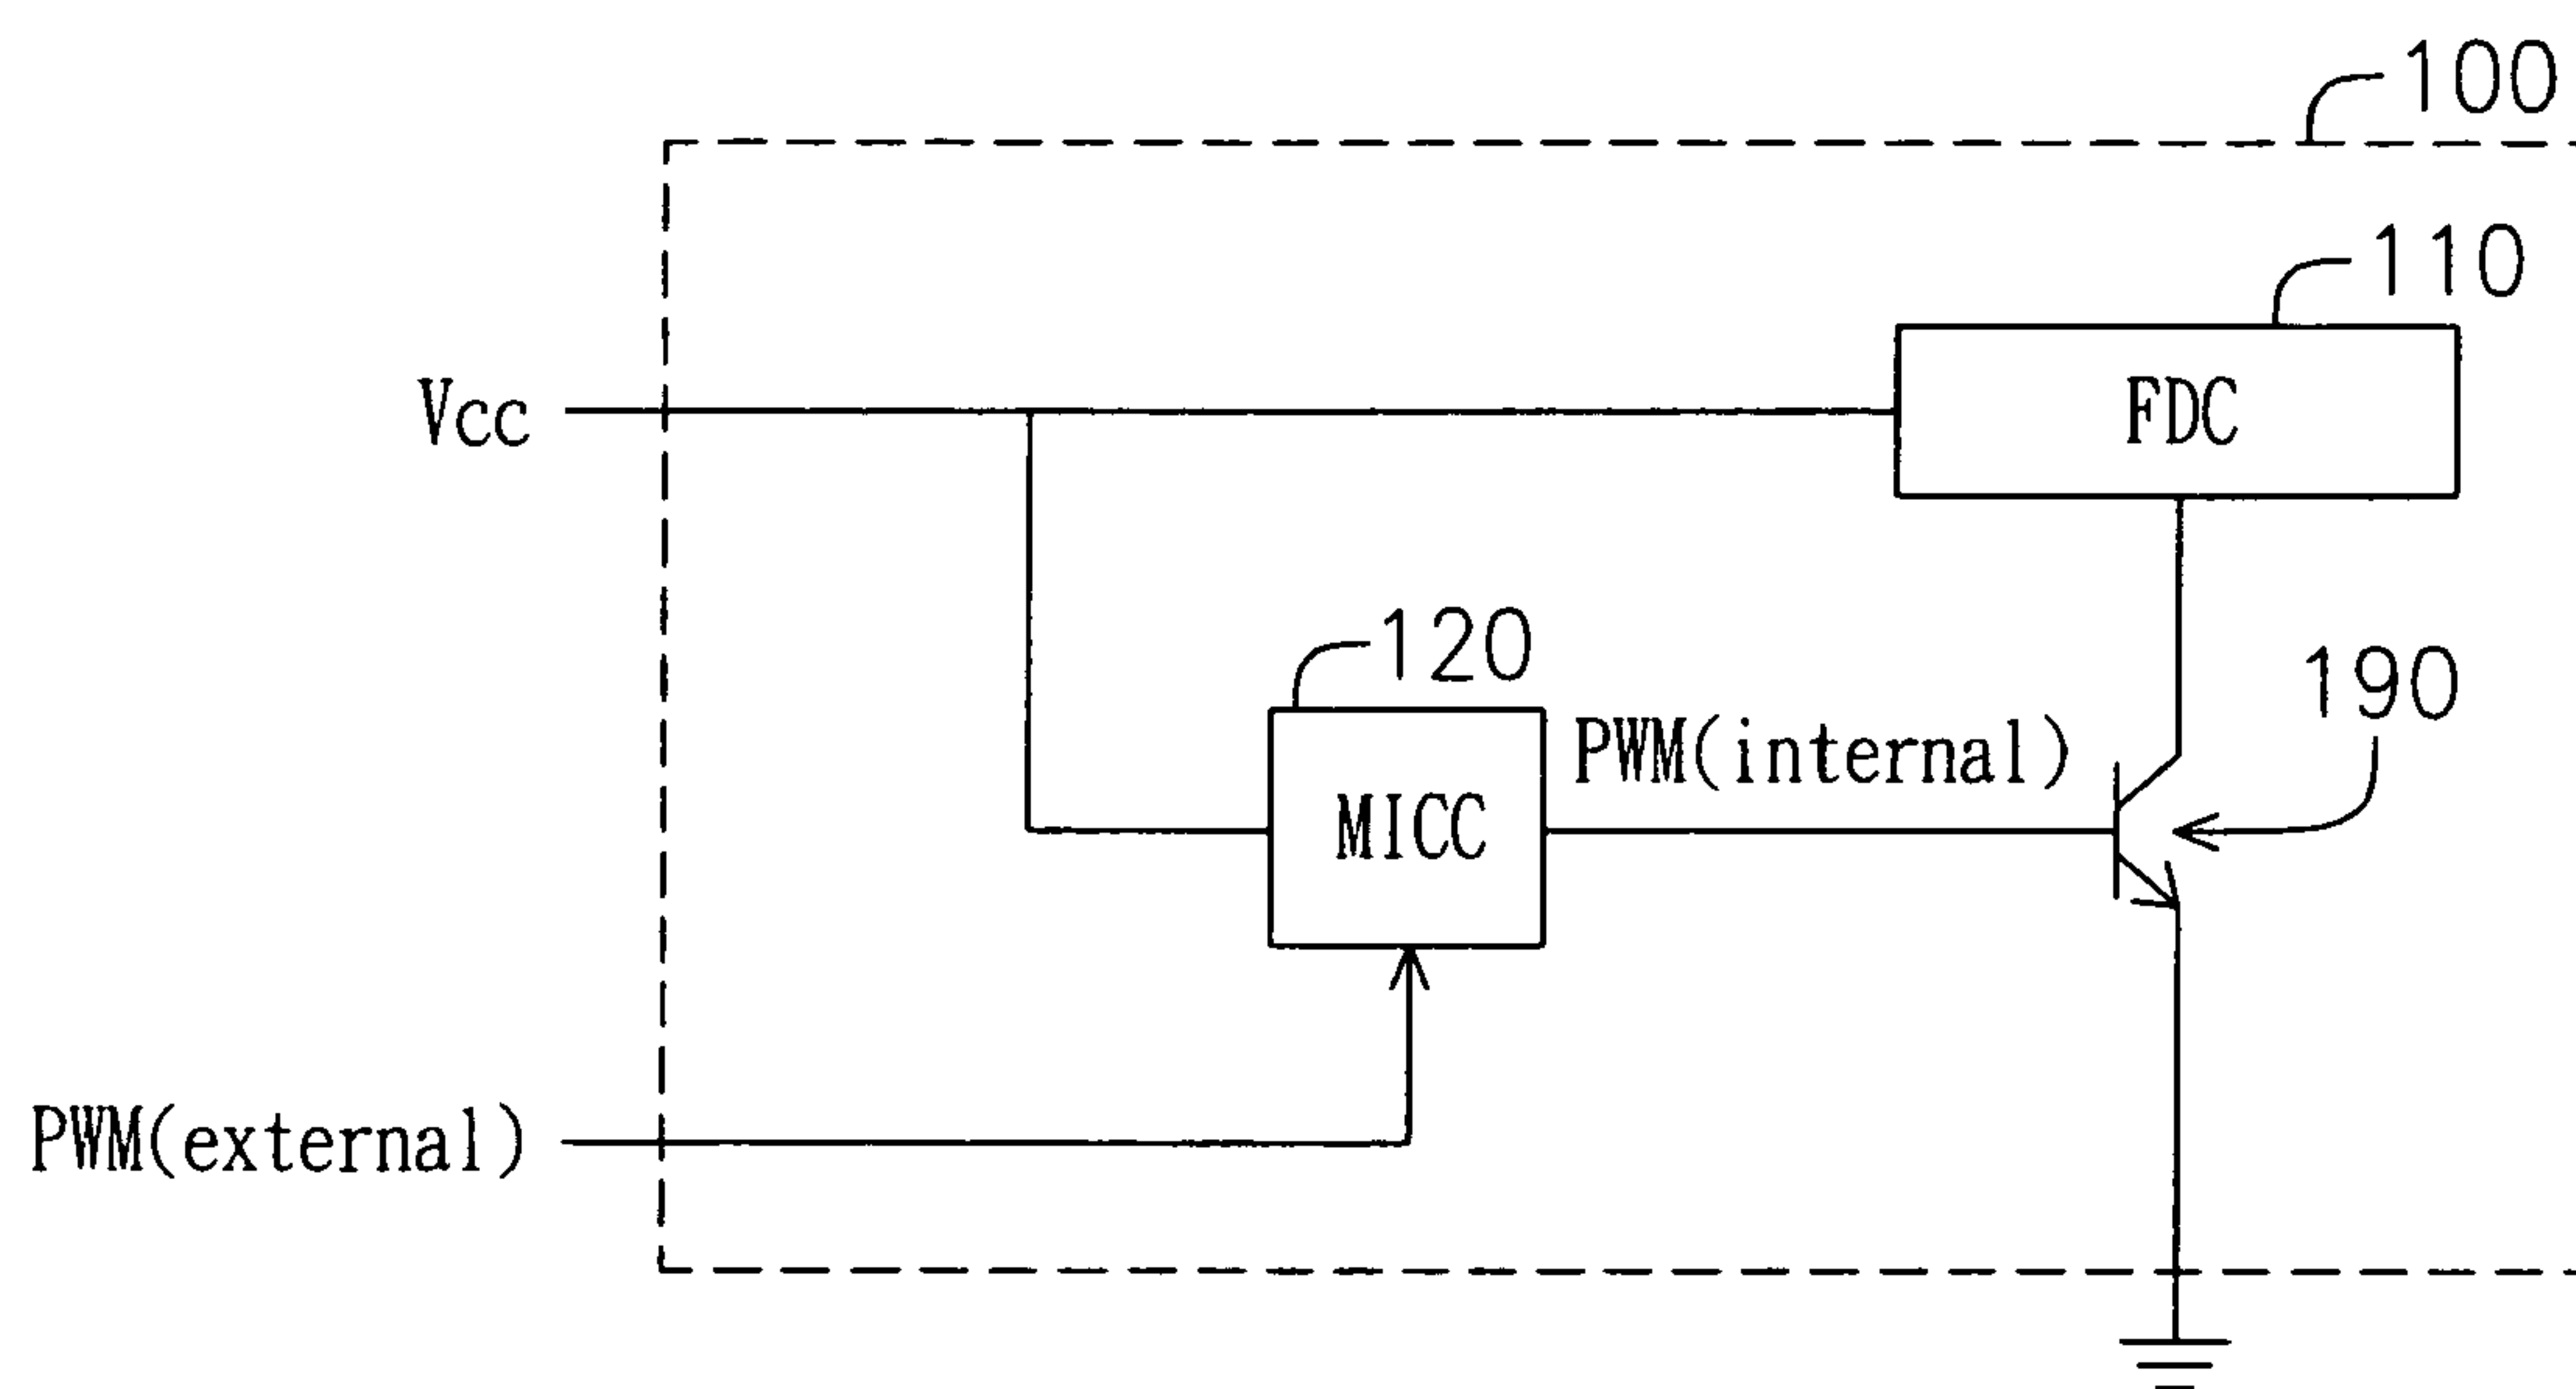 100
110
Vcc
FDC
120
190
PWM(internal)
MICC
PWM(external)